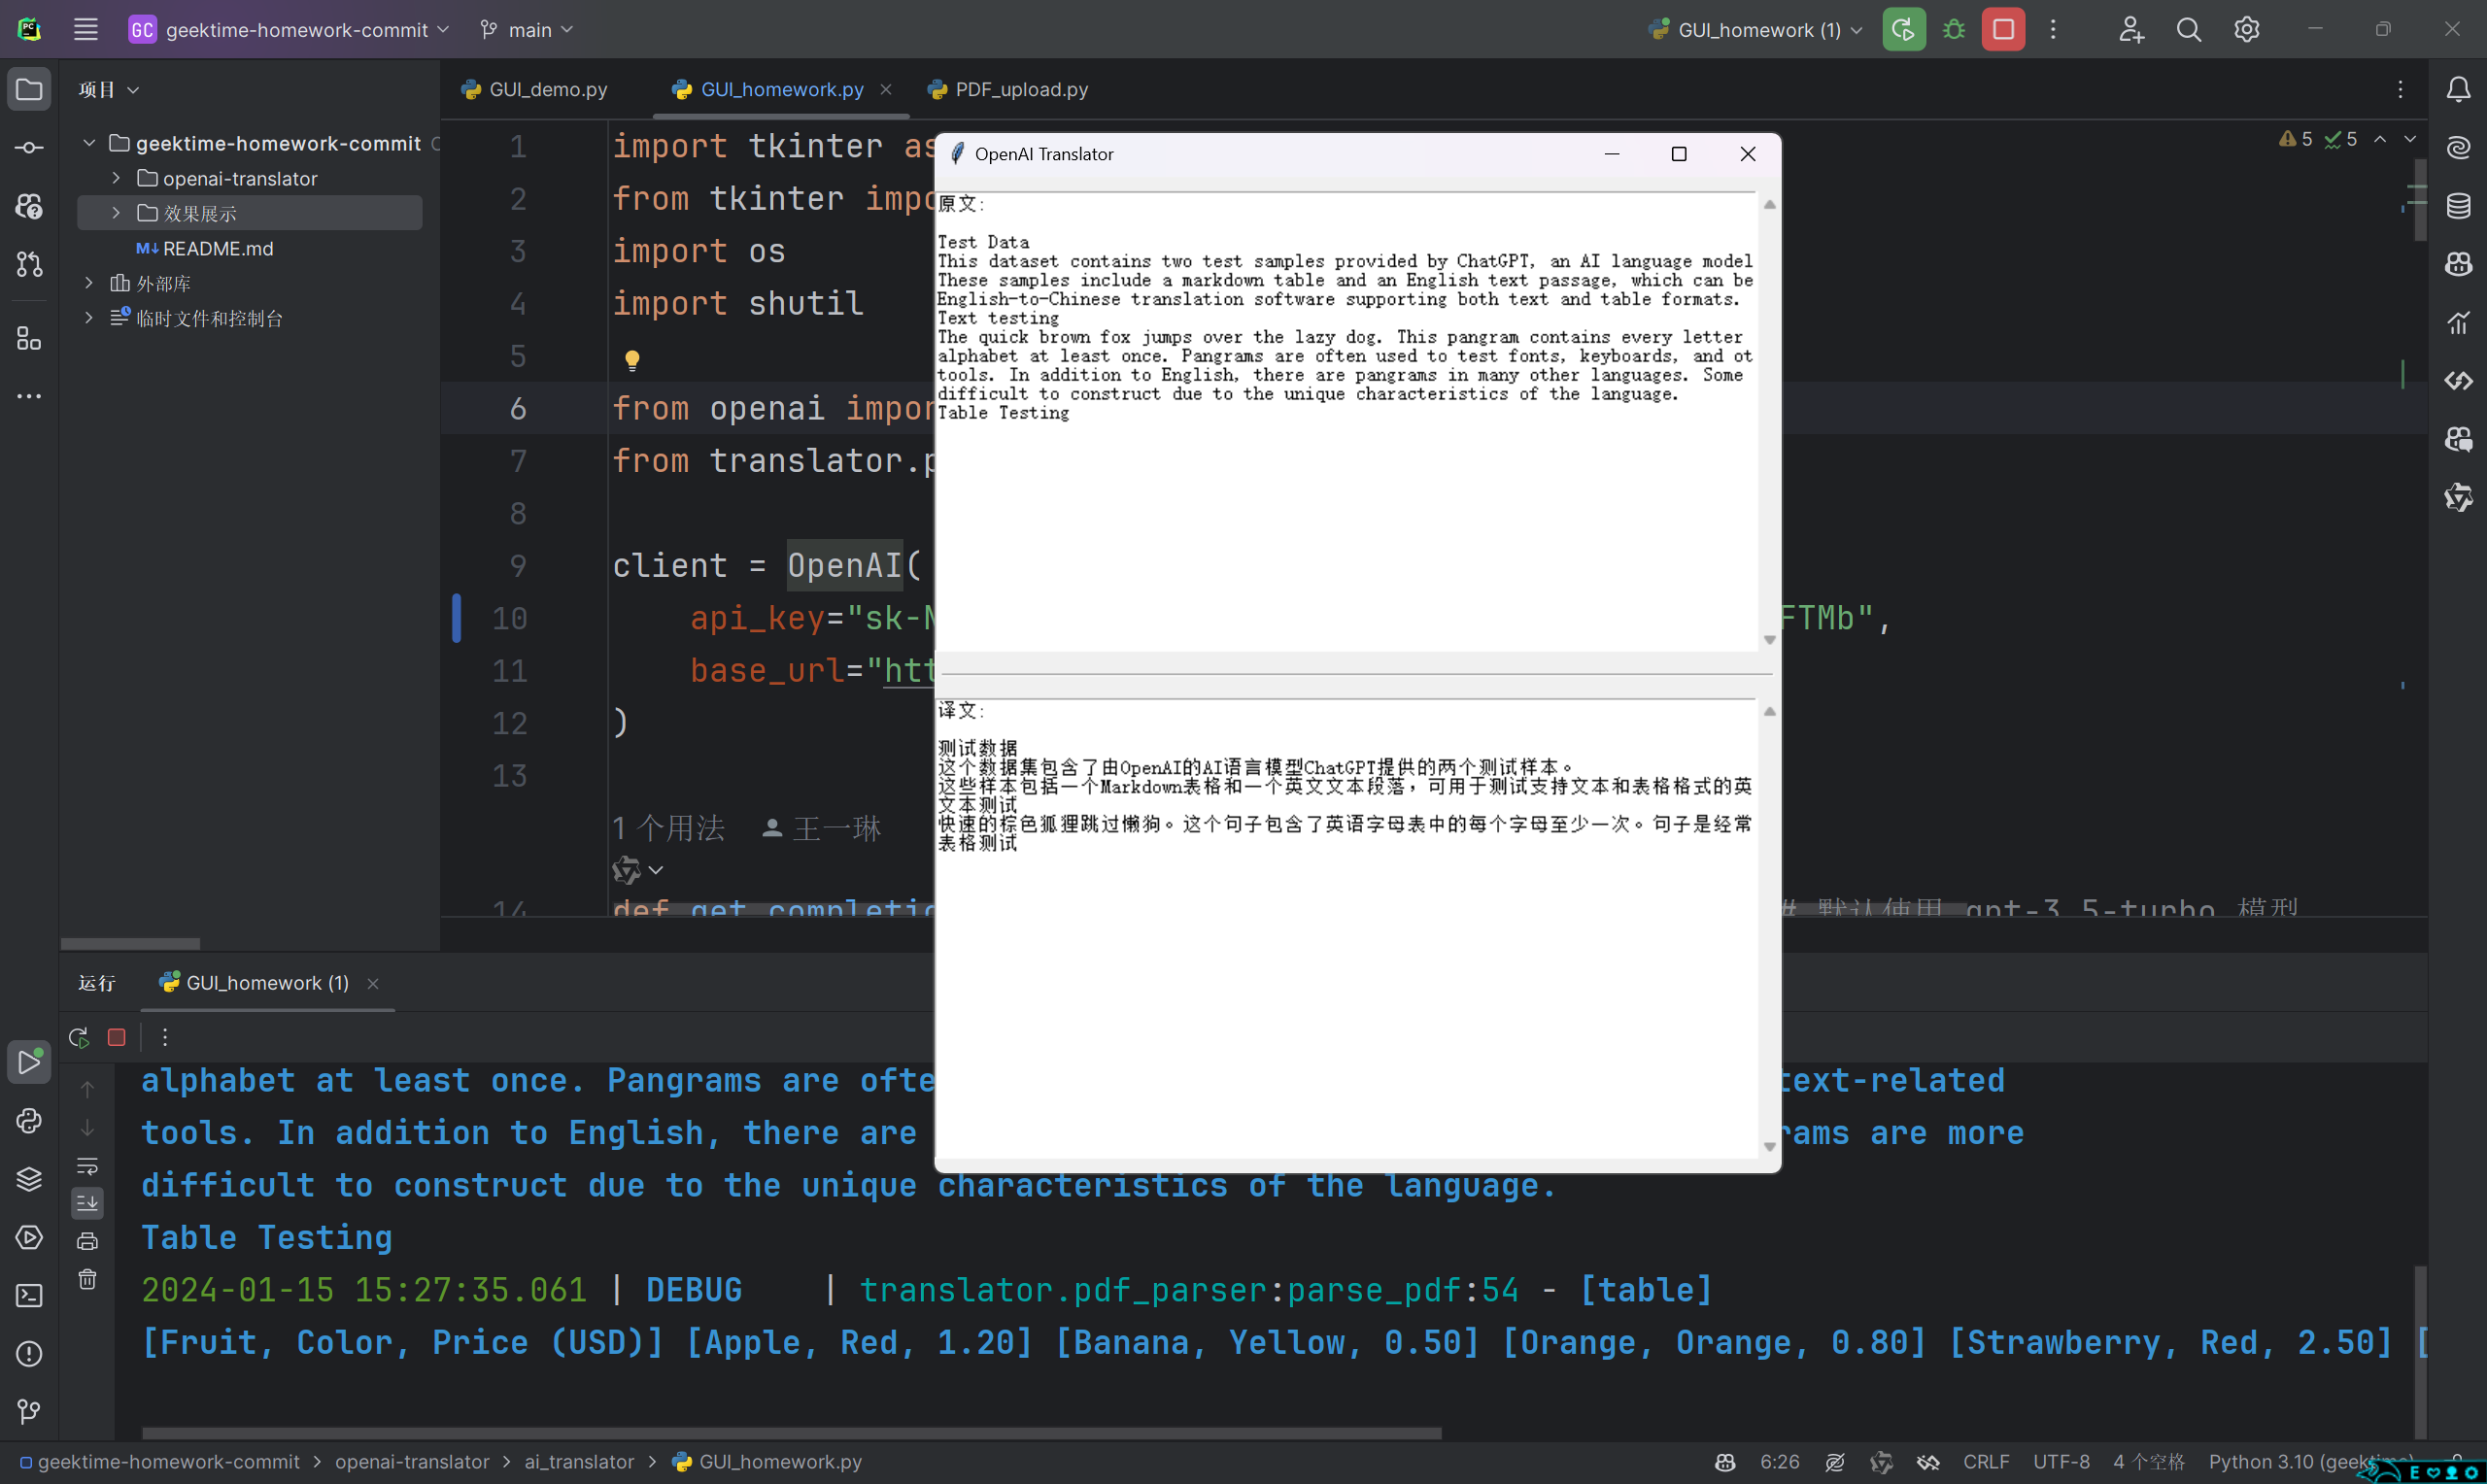 GC geektime-homework-commit main GUI_homework (1)
项目
GUI_demo.py GUI_homework.py PDF_upload.py
geektime-homework-commit
openai-translator
效果展示
M↓ README.md
外部库
临时文件和控制台
5 5
1 import tkinter as
2 from tkinter impo
3 import os
4 import shutil
5
6 from openai impor
7 from translator.p
8
9 client = OpenAI(
10 api_key="sk- FTMb",
11 base_url="htt
12 )
13
1 个用法 王一琳
14 def get_completio # 默认使用 gpt-3.5-turbo 模型
OpenAI Translator
原文:
Test Data
This dataset contains two test samples provided by ChatGPT, an AI language model
These samples include a markdown table and an English text passage, which can be
English-to-Chinese translation software supporting both text and table formats.
Text testing
The quick brown fox jumps over the lazy dog. This pangram contains every letter
alphabet at least once. Pangrams are often used to test fonts, keyboards, and ot
tools. In addition to English, there are pangrams in many other languages. Some
difficult to construct due to the unique characteristics of the language.
Table Testing
译文:
测试数据
这个数据集包含了由OpenAI的AI语言模型ChatGPT提供的两个测试样本。
这些样本包括一个Markdown表格和一个英文文本段落，可用于测试支持文本和表格格式的英
文本测试
快速的棕色狐狸跳过懒狗。这个句子包含了英语字母表中的每个字母至少一次。句子是经常
表格测试
运行 GUI_homework (1)
alphabet at least once. Pangrams are ofte text-related
tools. In addition to English, there are rams are more
difficult to construct due to the unique characteristics of the language.
Table Testing
2024-01-15 15:27:35.061 | DEBUG | translator.pdf_parser:parse_pdf:54 - [table]
[Fruit, Color, Price (USD)] [Apple, Red, 1.20] [Banana, Yellow, 0.50] [Orange, Orange, 0.80] [Strawberry, Red, 2.50] [
geektime-homework-commit > openai-translator > ai_translator > GUI_homework.py 6:26 CRLF UTF-8 4 个空格 Python 3.10 (geektime)